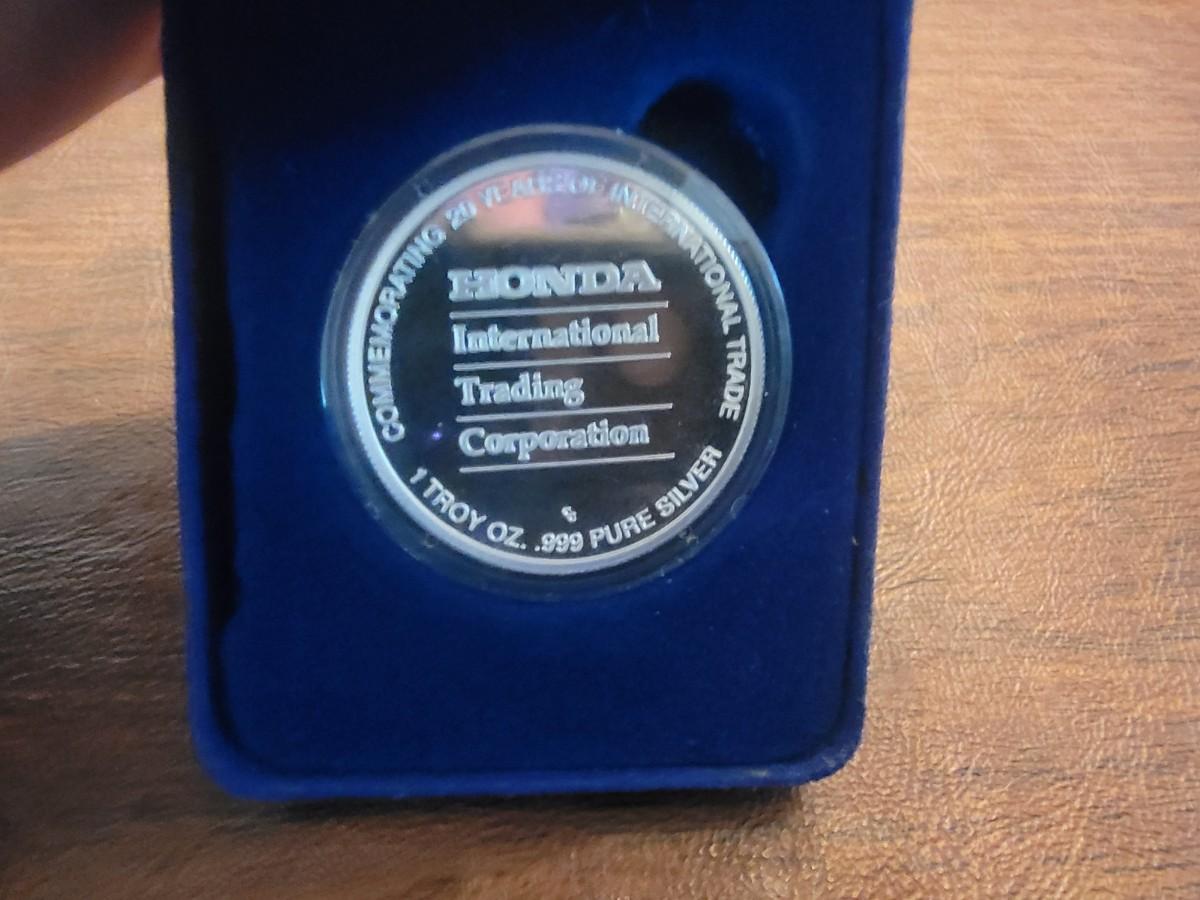 COMMEMORATING 20 YEARS OF INTERNATIONAL TRADE
HONDA
International
Trading
Corporation
1 TROY OZ. .999 PURE SILVER